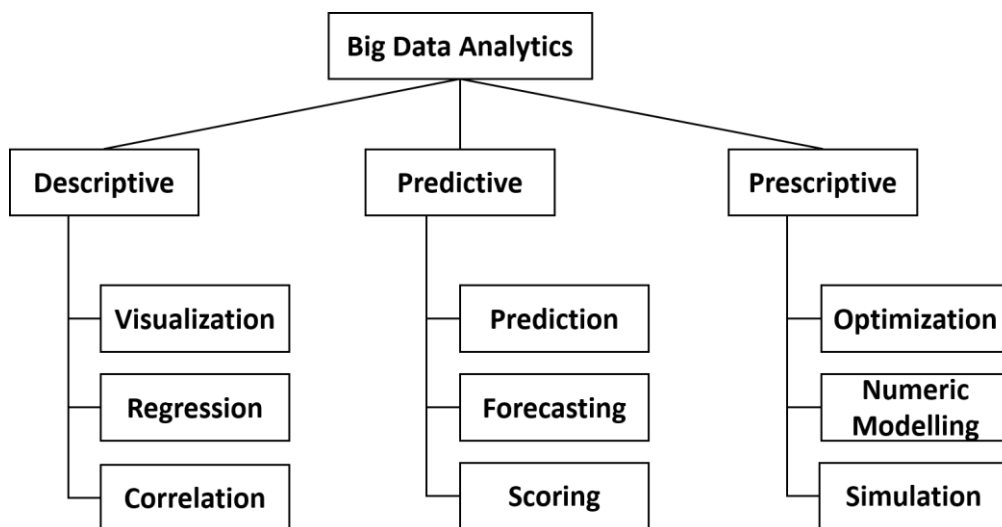 Big Data Analytics
Descriptive
Predictive
Prescriptive
Visualization
Prediction
Optimization
Regression
Forecasting
Numeric
Modelling
Correlation
Scoring
Simulation